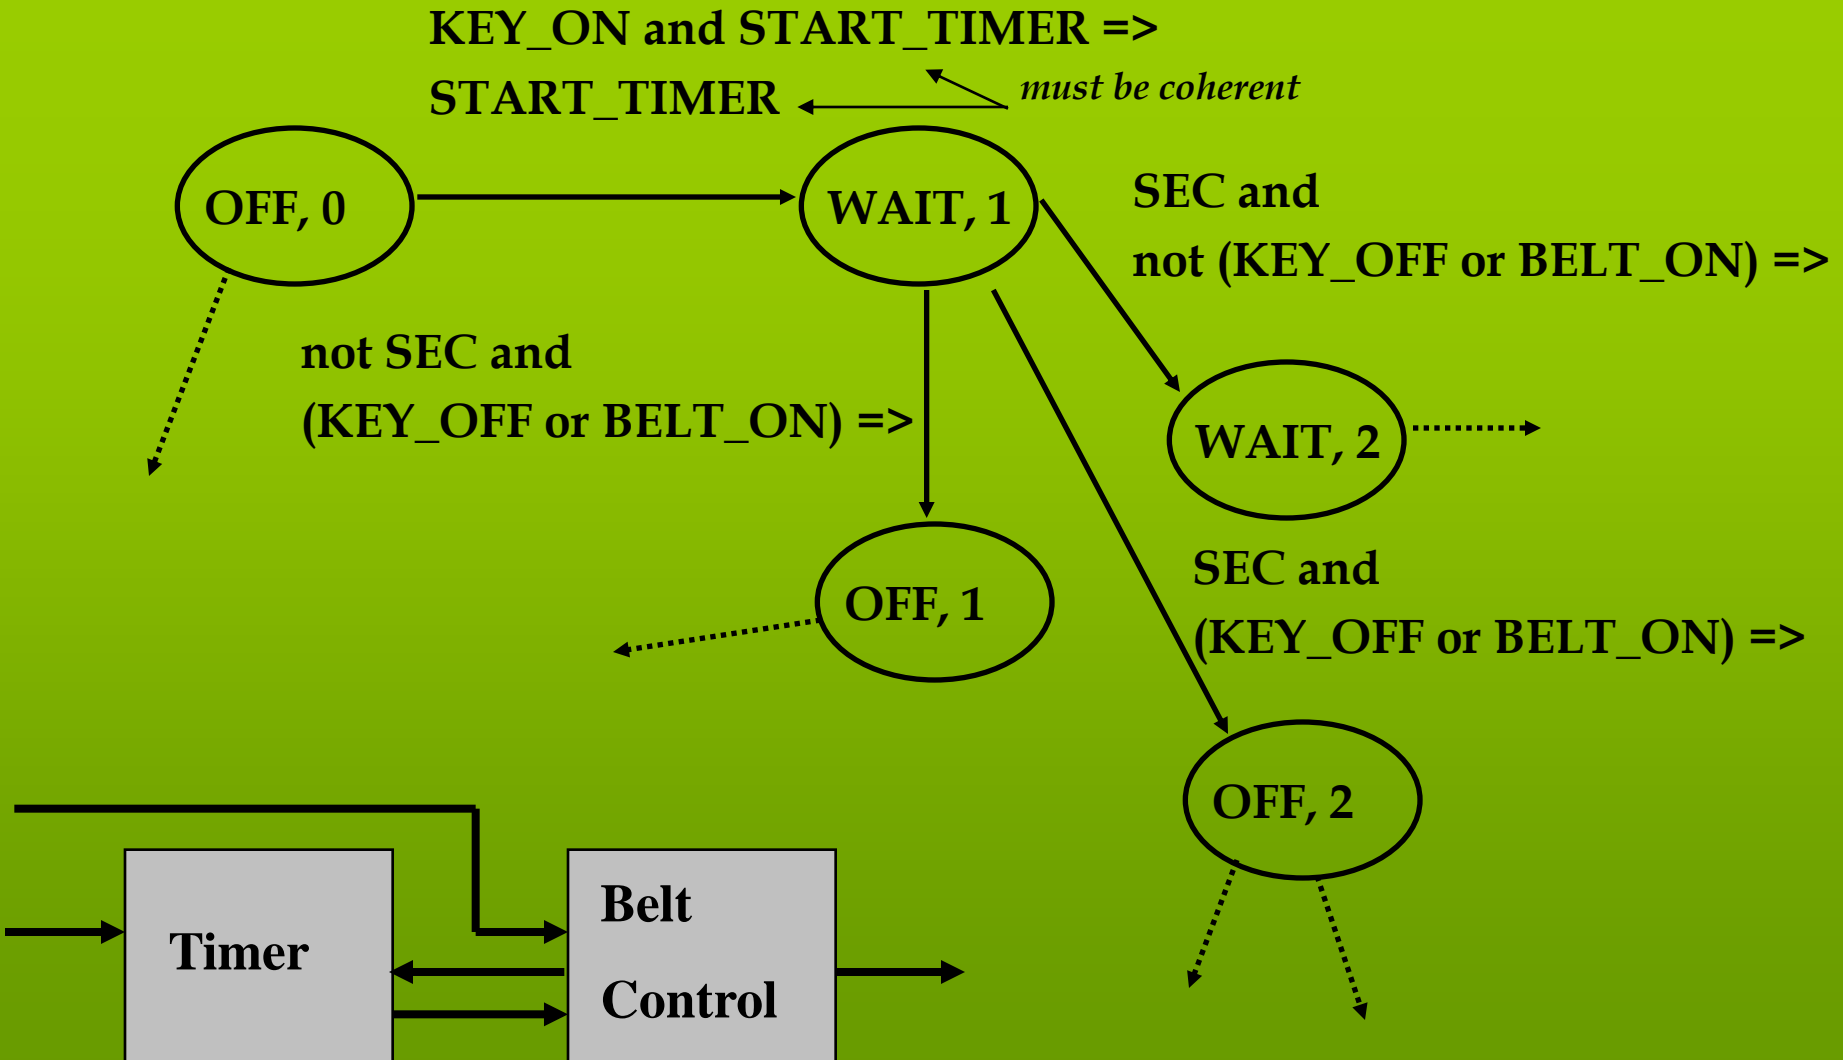 KEY_ON and START_TIMER =>
START_TIMER
must be coherent
OFF, 0
WAIT, 1
SEC and
not (KEY_OFF or BELT_ON) =>
not SEC and
(KEY_OFF or BELT_ON) =>
WAIT, 2
OFF, 1
SEC and
(KEY_OFF or BELT_ON) =>
OFF, 2
Timer
Belt
Control